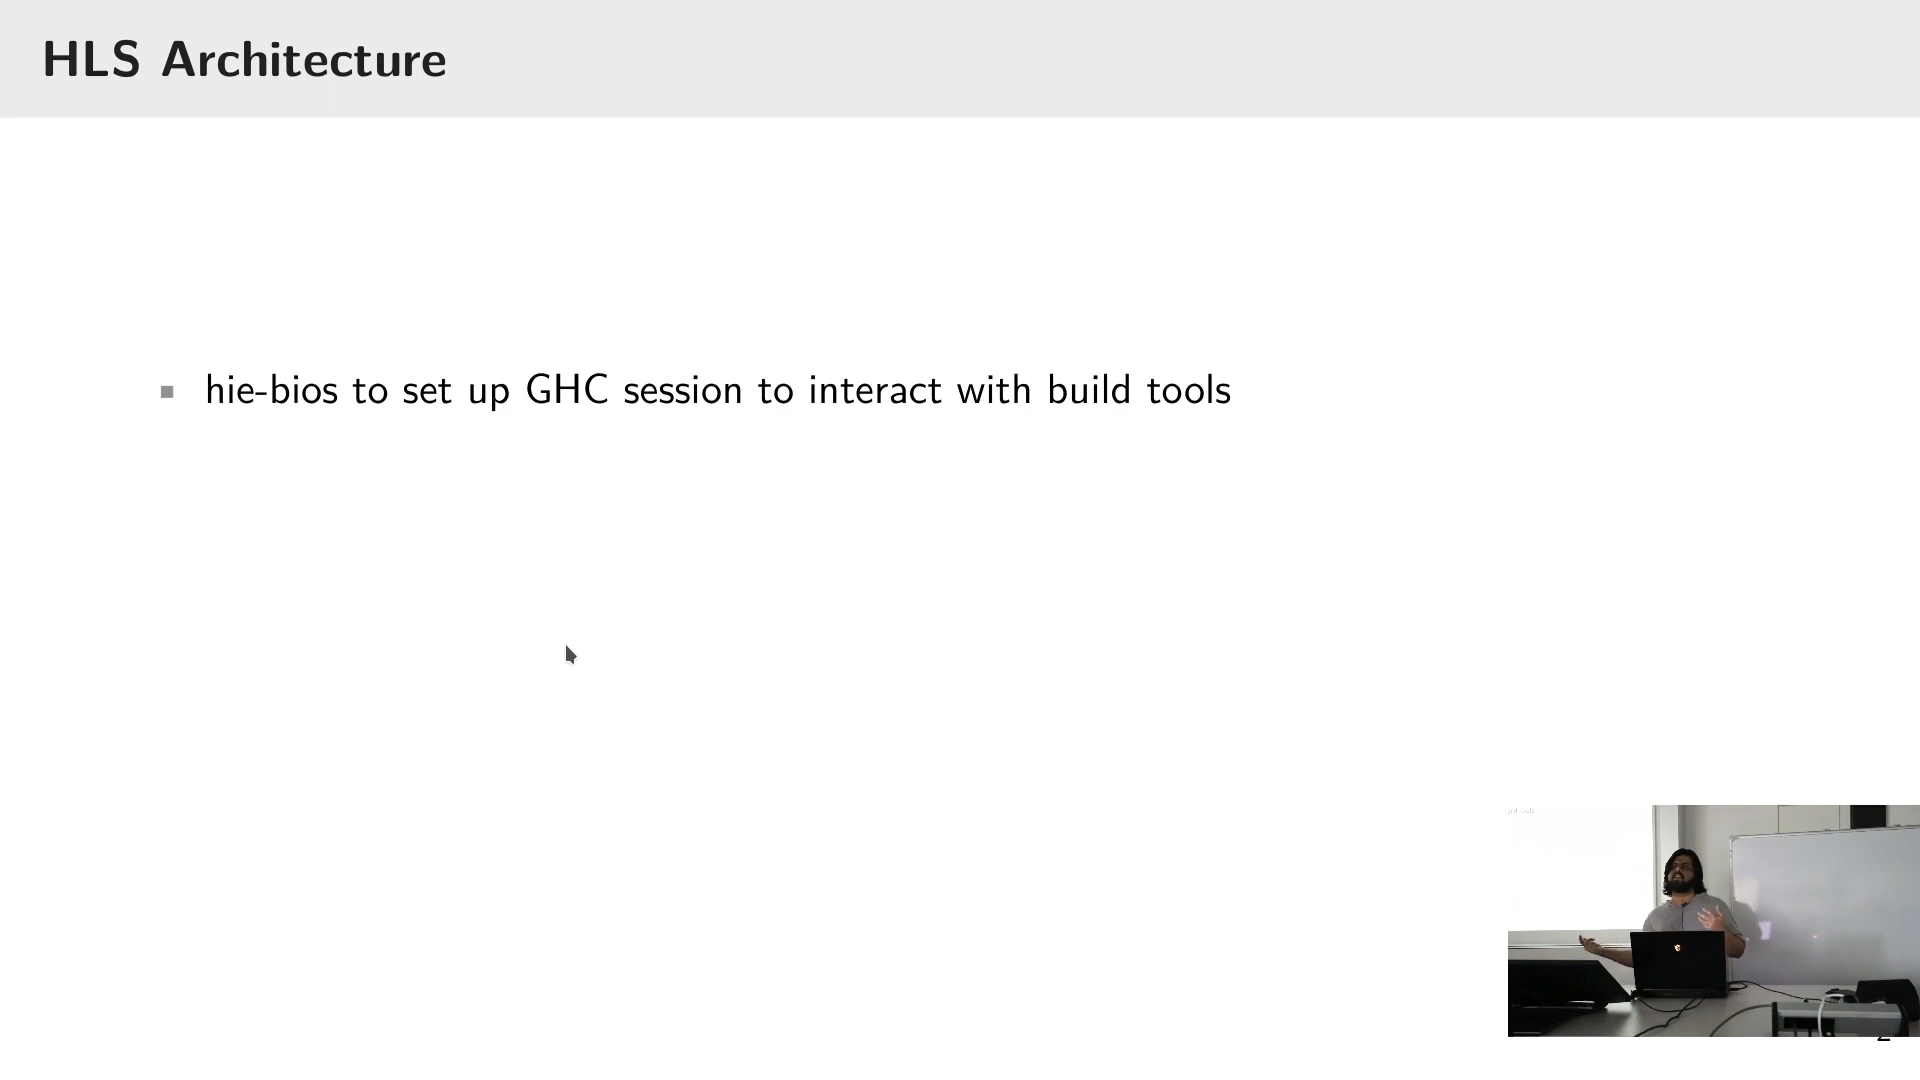 HLS Architecture
hie-bios to set up GHC session to interact with build tools